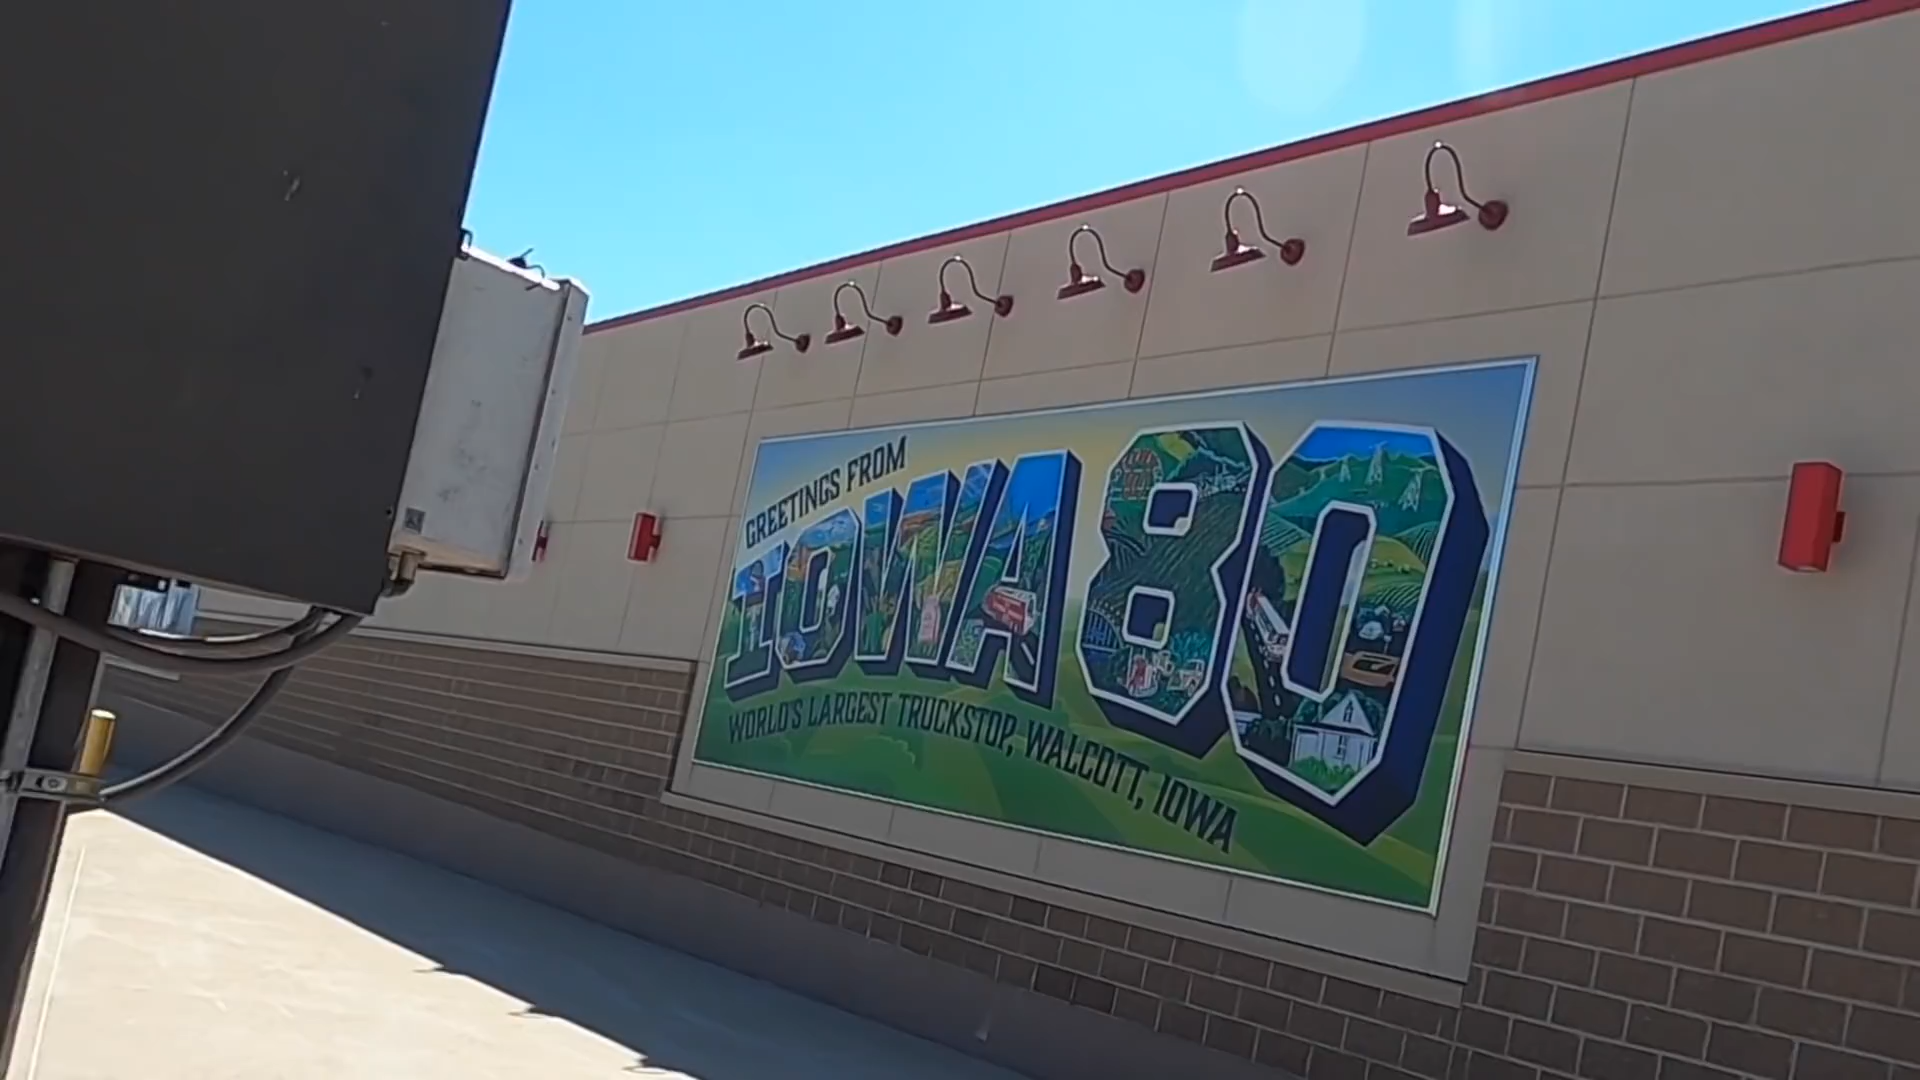 GREETINGS FROM
IOWA 80
WORLD'S LARGEST TRUCKSTOP, WALCOTT, IOWA